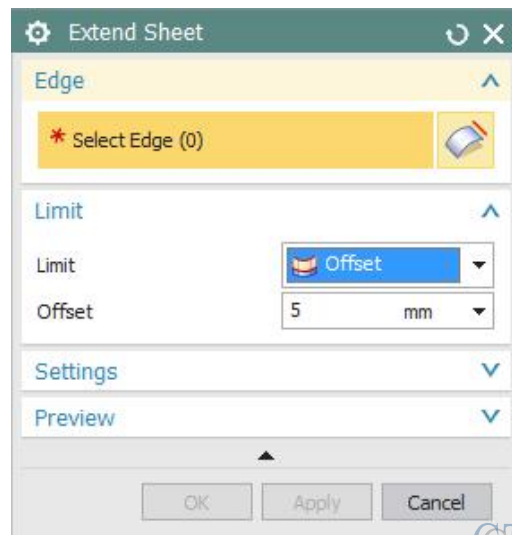 Extend Sheet
Edge
* Select Edge (0)
Limit
Limit Offset
Offset 5 mm
Settings
Preview
OK Apply Cancel